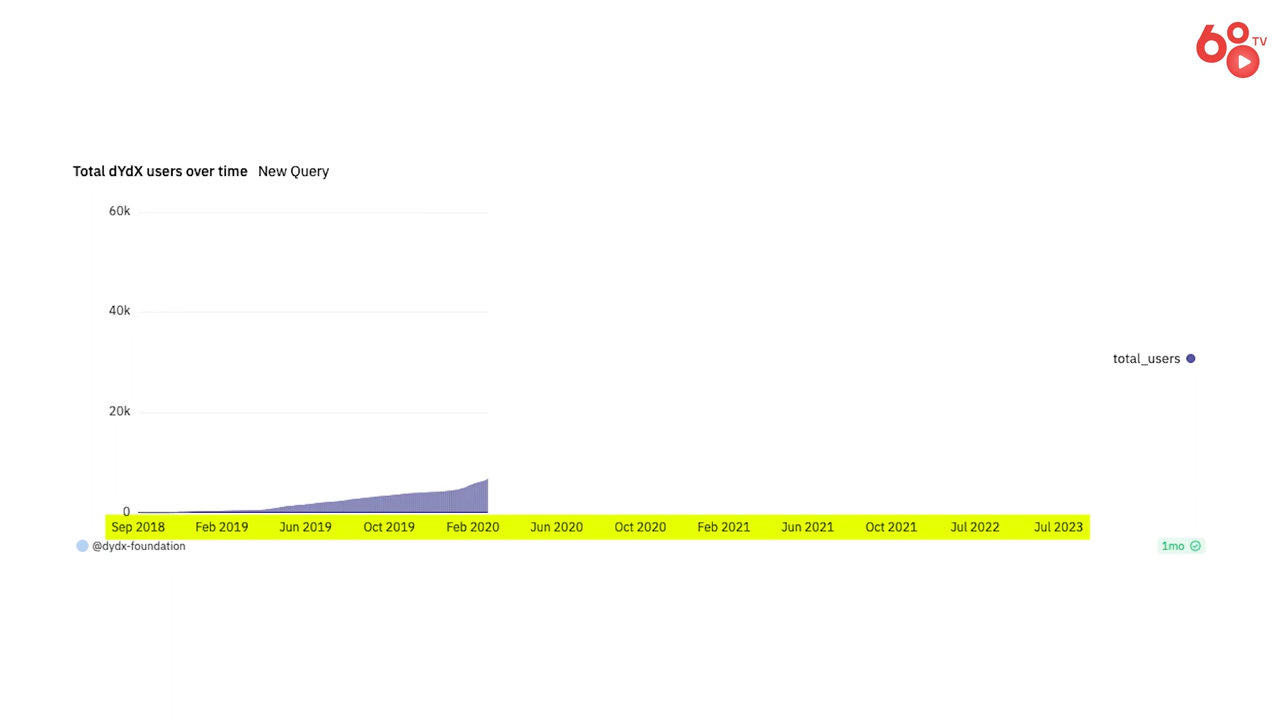 68 TV
Total dYdX users over time New Query
60k
40k
total_users
20k
0
Sep 2018 Feb 2019 Jun 2019 Oct 2019 Feb 2020 Jun 2020 Oct 2020 Feb 2021 Jun 2021 Oct 2021 Jul 2022 Jul 2023
@dydx-foundation 1mo